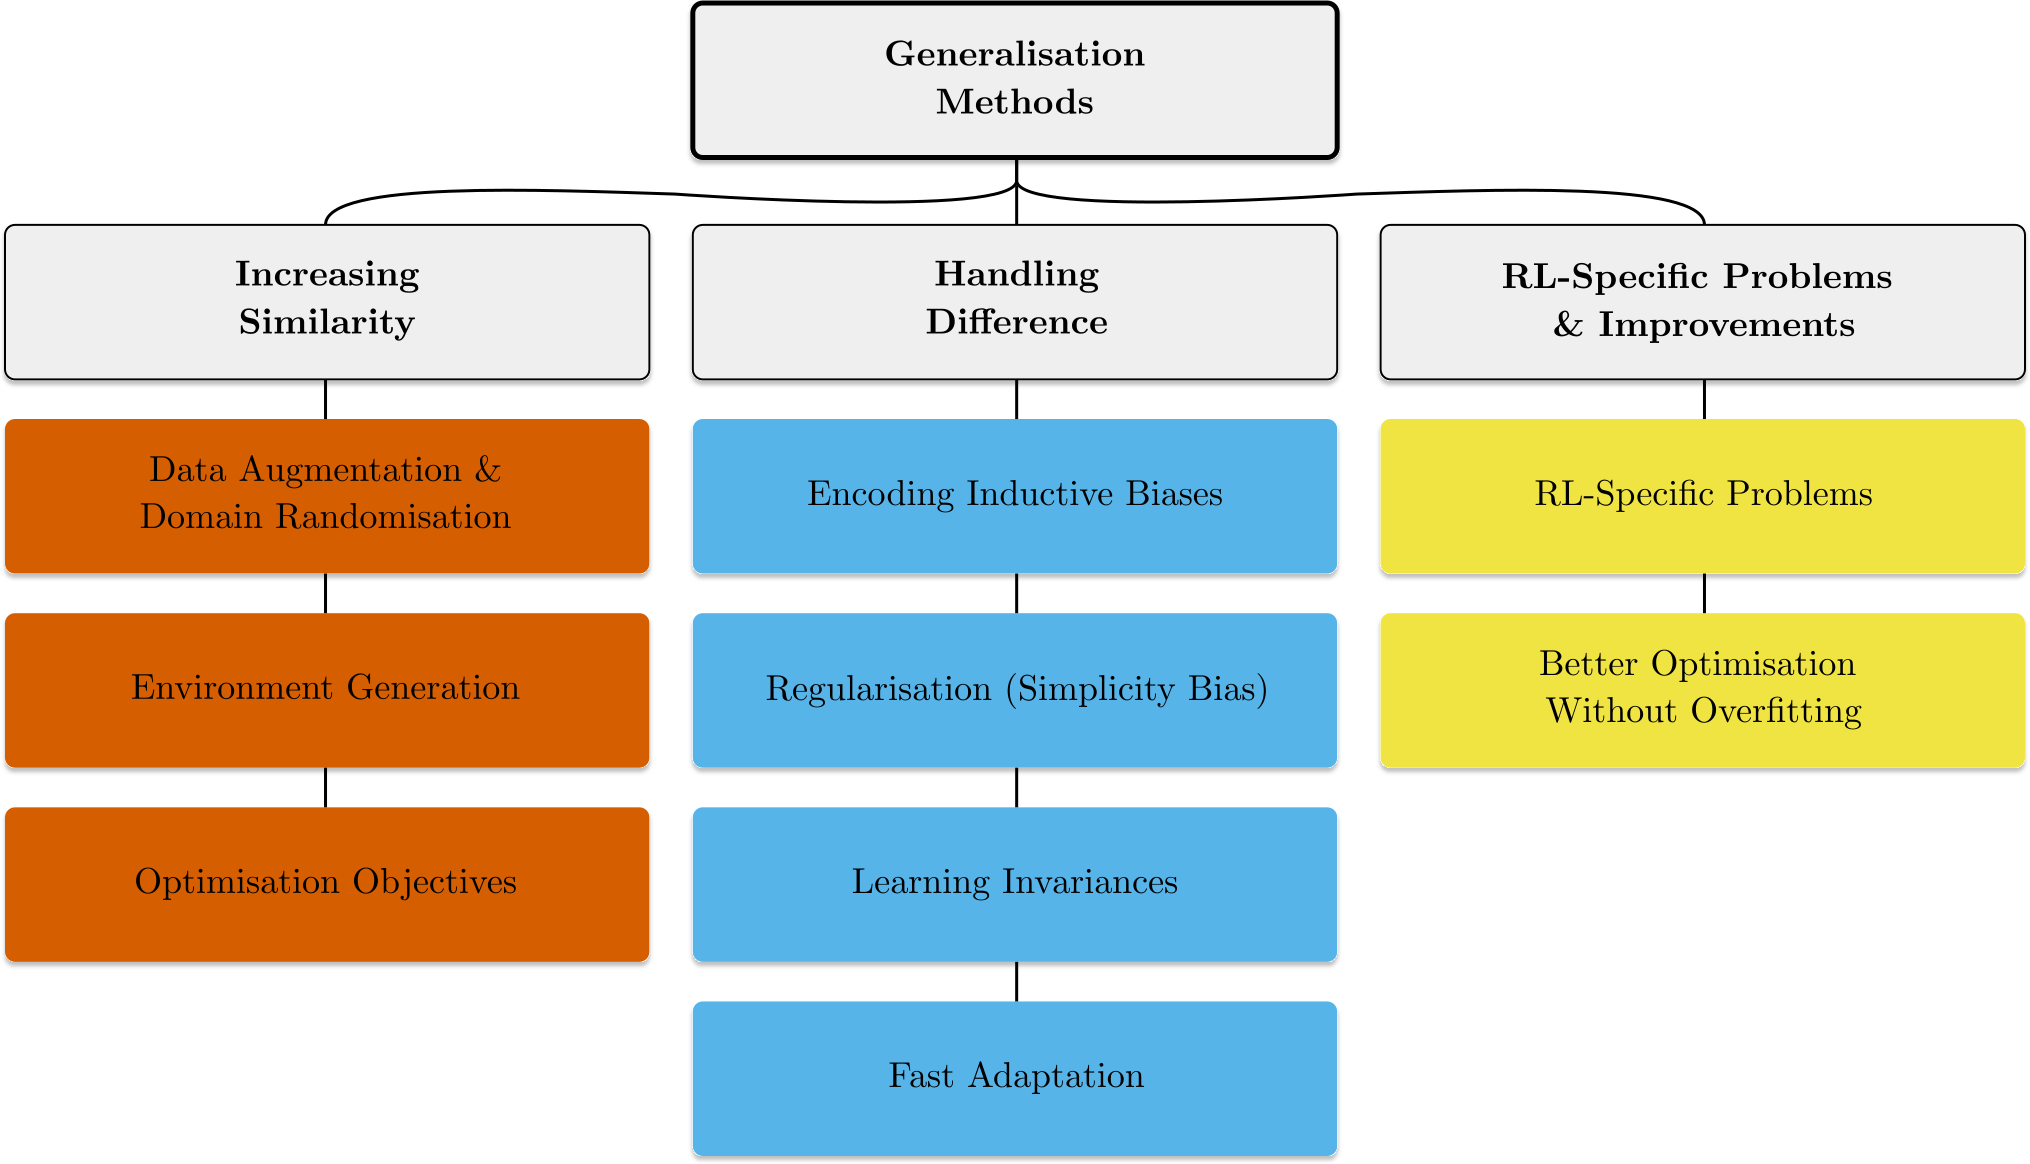 Generalisation
Methods
Increasing
Similarity
Handling
Difference
RL-Specific Problems
& Improvements
Data Augmentation &
Domain Randomisation
Encoding Inductive Biases
RL-Specific Problems
Environment Generation
Regularisation (Simplicity Bias)
Better Optimisation
Without Overfitting
Optimisation Objectives
Learning Invariances
Fast Adaptation